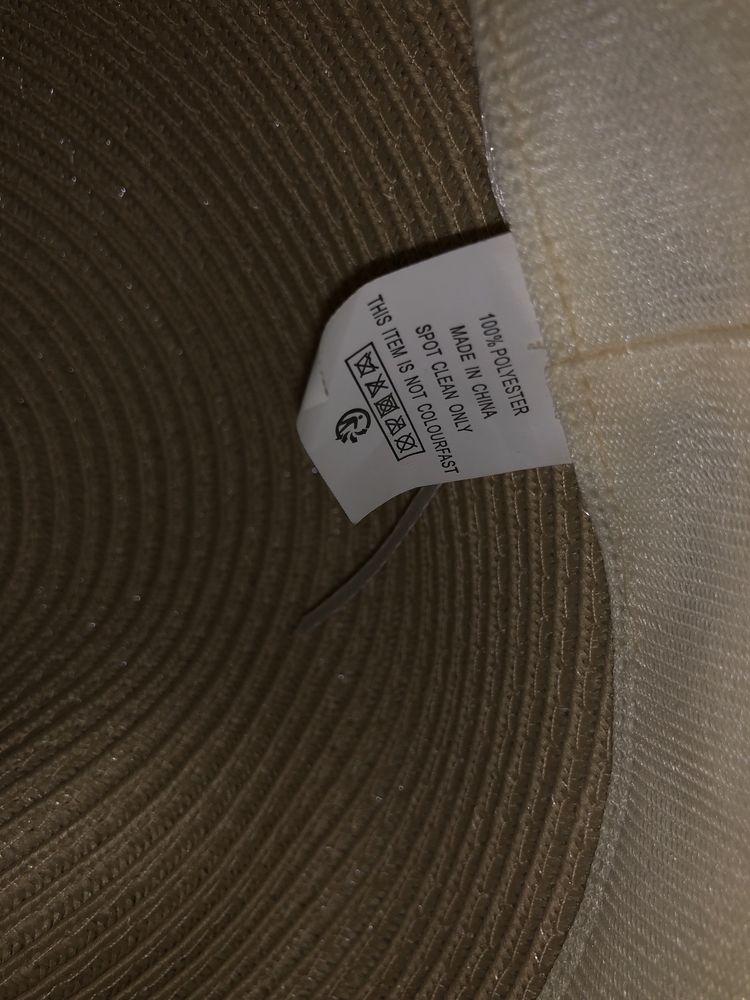 100% POLYESTER
MADE IN CHINA
SPOT CLEAN ONLY
THIS ITEM IS NOT COLOURFAST